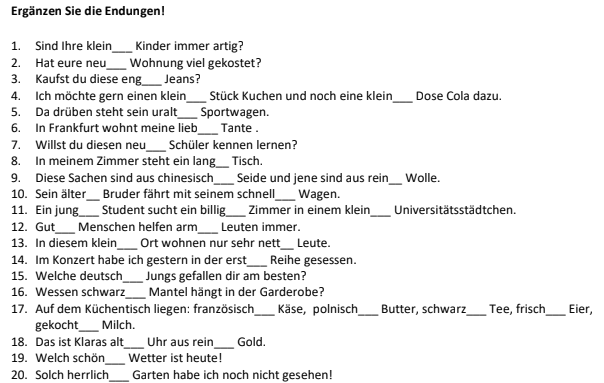 Ergänzen Sie die Endungen!
1. Sind Ihre klein___ Kinder immer artig?
2. Hat eure neu___ Wohnung viel gekostet?
3. Kaufst du diese eng___ Jeans?
4. Ich möchte gern einen klein___ Stück Kuchen und noch eine klein___ Dose Cola dazu.
5. Da drüben steht sein uralt___ Sportwagen.
6. In Frankfurt wohnt meine lieb___ Tante .
7. Willst du diesen neu___ Schüler kennen lernen?
8. In meinem Zimmer steht ein lang__ Tisch.
9. Diese Sachen sind aus chinesisch___ Seide und jene sind aus rein__ Wolle.
10. Sein älter__ Bruder fährt mit seinem schnell___ Wagen.
11. Ein jung___ Student sucht ein billig___ Zimmer in einem klein___ Universitätsstädtchen.
12. Gut___ Menschen helfen arm___ Leuten immer.
13. In diesem klein___ Ort wohnen nur sehr nett__ Leute.
14. Im Konzert habe ich gestern in der erst___ Reihe gesessen.
15. Welche deutsch___ Jungs gefallen dir am besten?
16. Wessen schwarz___ Mantel hängt in der Garderobe?
17. Auf dem Küchentisch liegen: französisch___ Käse, polnisch___ Butter, schwarz___ Tee, frisch___ Eier,
gekocht___ Milch.
18. Das ist Klaras alt___ Uhr aus rein___ Gold.
19. Welch schön___ Wetter ist heute!
20. Solch herrlich___ Garten habe ich noch nicht gesehen!